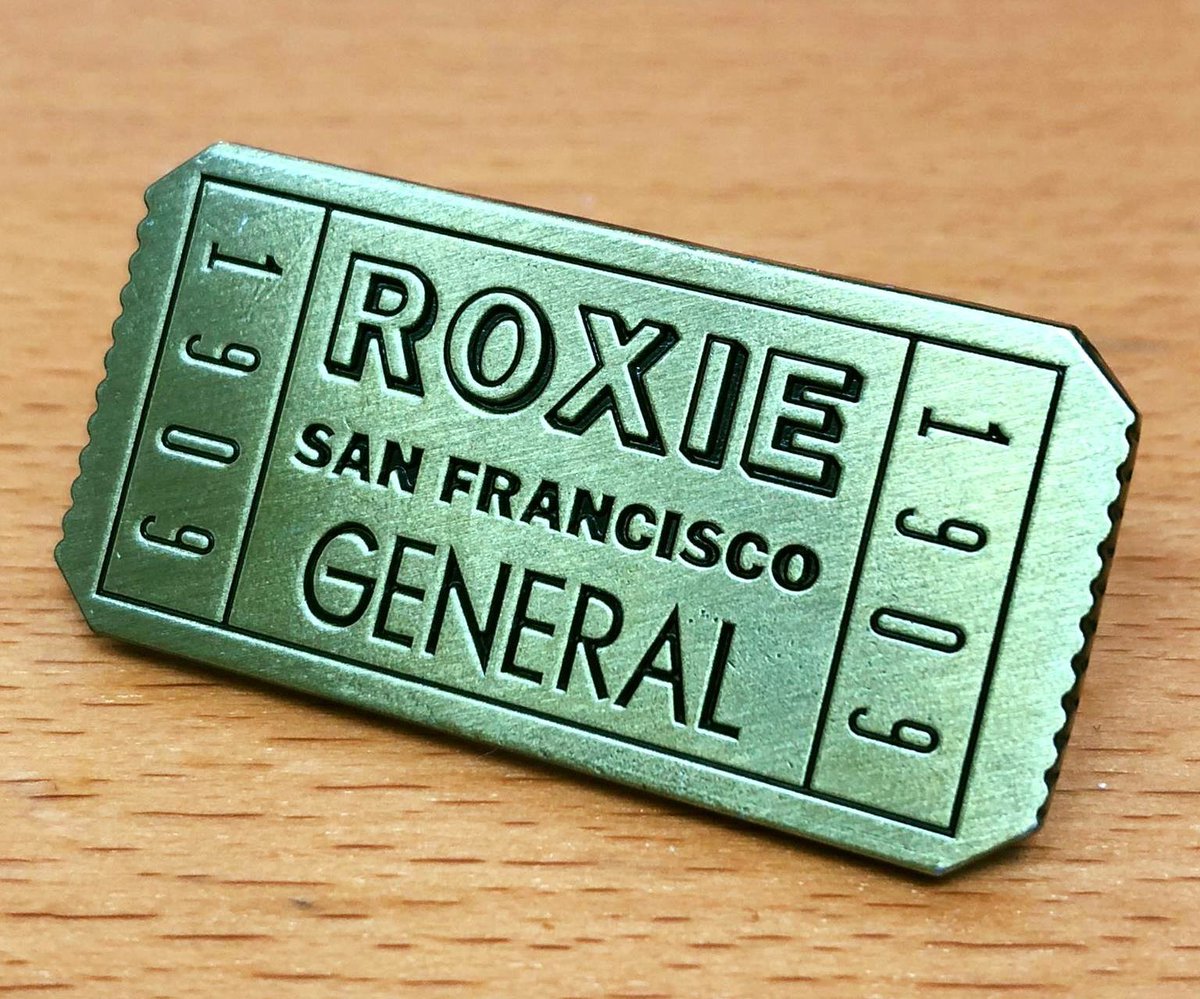 1909
ROXIE
SAN FRANCISCO
GENERAL
1909